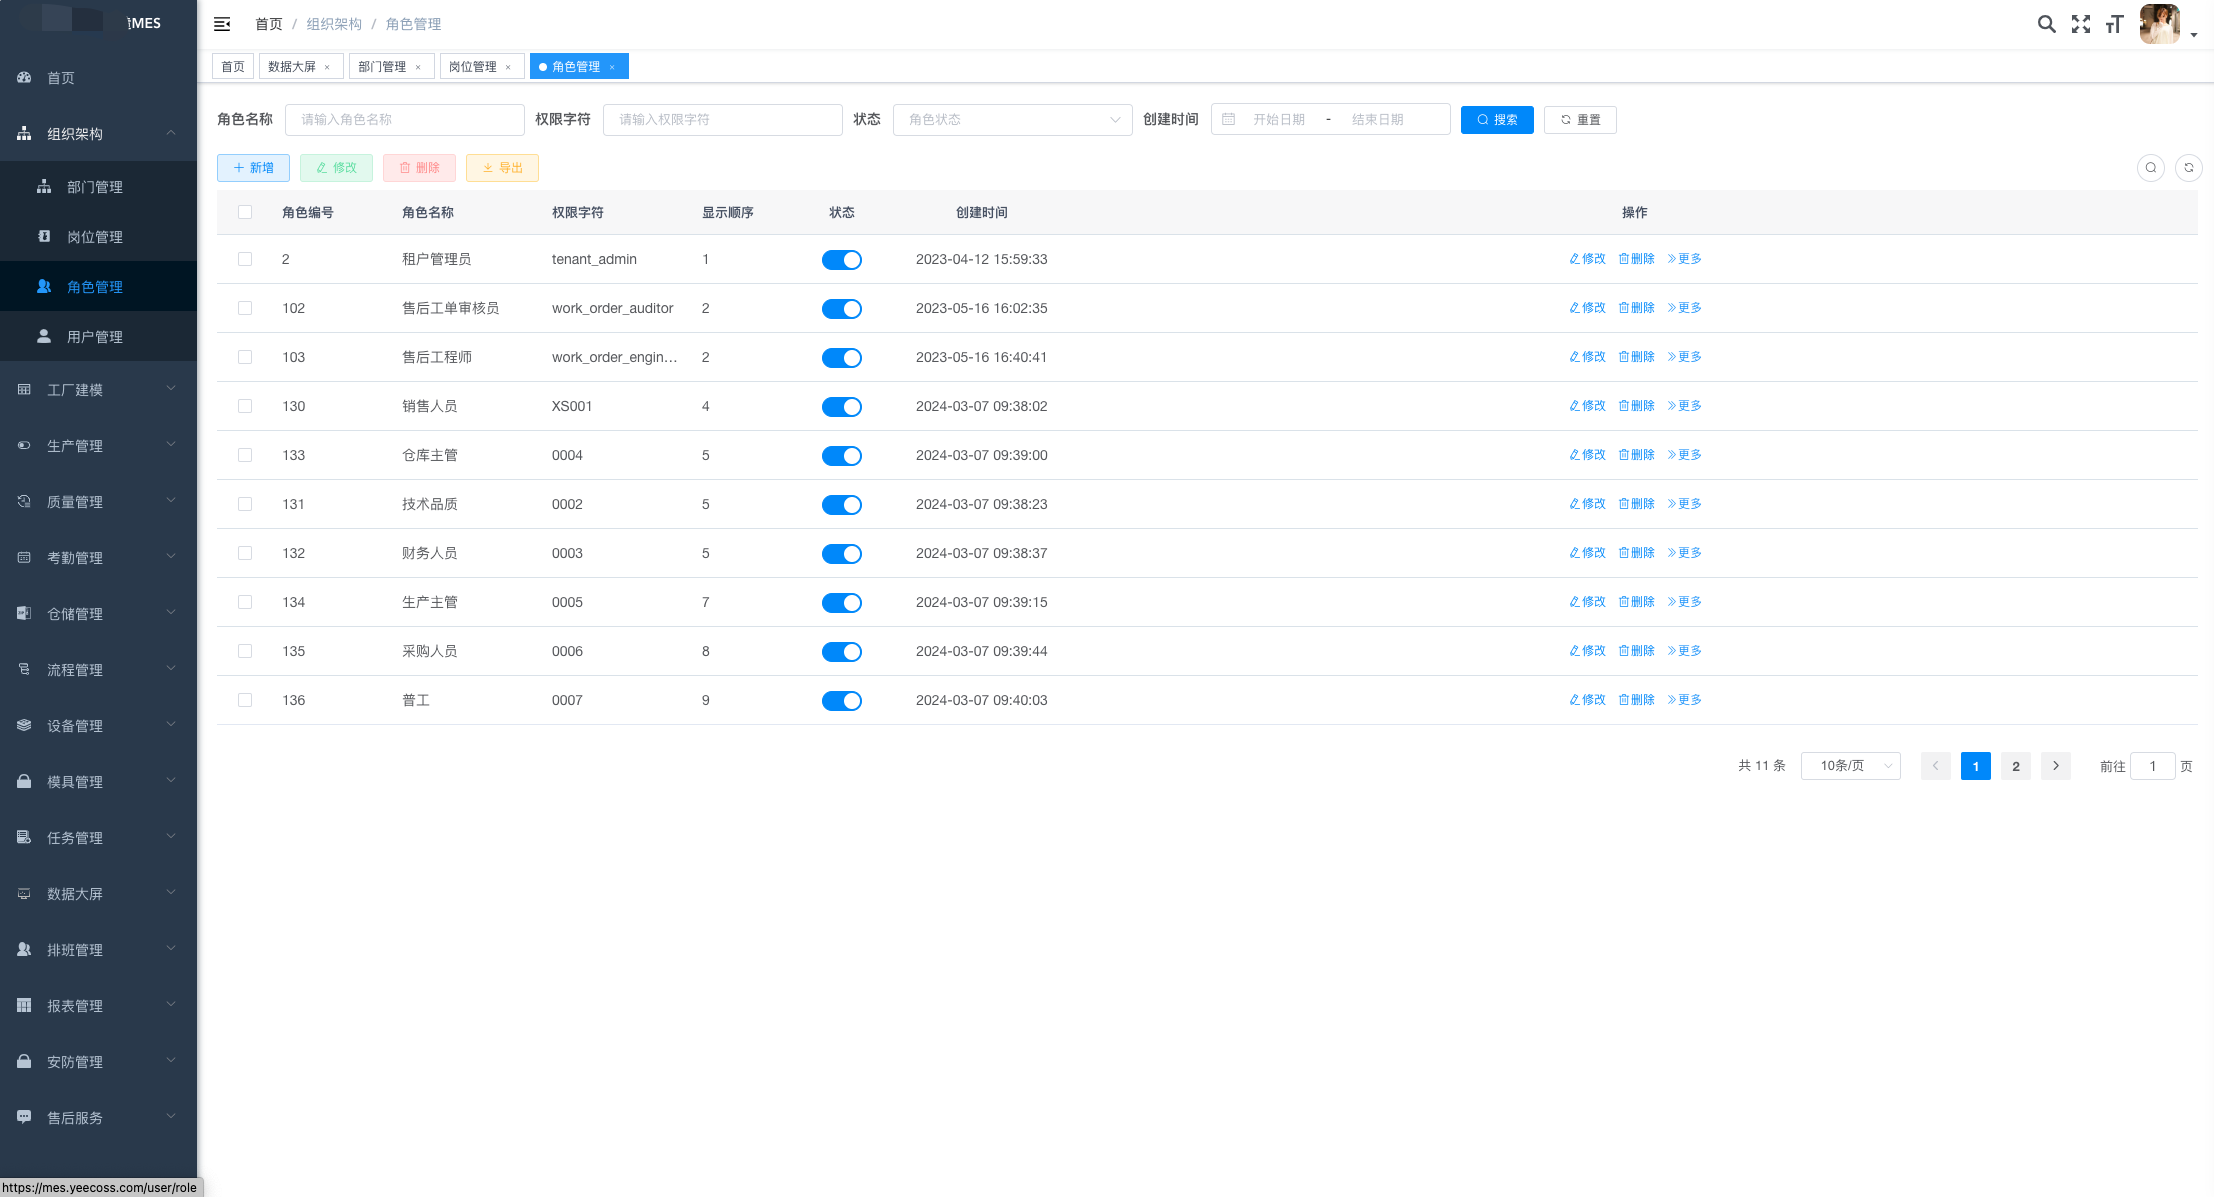 MES
首页
组织架构
部门管理
岗位管理
角色管理
用户管理
工厂建模
生产管理
质量管理
考勤管理
仓储管理
流程管理
设备管理
模具管理
任务管理
数据大屏
排班管理
报表管理
安防管理
售后服务
https://mes.yeecoss.com/user/role
首页 / 组织架构 / 角色管理
首页 数据大屏 × 部门管理 × 岗位管理 × 角色管理 ×
角色名称 请输入角色名称 权限字符 请输入权限字符 状态 角色状态 创建时间 开始日期 - 结束日期 搜索 重置
新增 修改 删除 导出
角色编号 角色名称 权限字符 显示顺序 状态 创建时间 操作
2 租户管理员 tenant_admin 1 2023-04-12 15:59:33 修改 删除 更多
102 售后工单审核员 work_order_auditor 2 2023-05-16 16:02:35 修改 删除 更多
103 售后工程师 work_order_engin... 2 2023-05-16 16:40:41 修改 删除 更多
130 销售人员 XS001 4 2024-03-07 09:38:02 修改 删除 更多
133 仓库主管 0004 5 2024-03-07 09:39:00 修改 删除 更多
131 技术品质 0002 5 2024-03-07 09:38:23 修改 删除 更多
132 财务人员 0003 5 2024-03-07 09:38:37 修改 删除 更多
134 生产主管 0005 7 2024-03-07 09:39:15 修改 删除 更多
135 采购人员 0006 8 2024-03-07 09:39:44 修改 删除 更多
136 普工 0007 9 2024-03-07 09:40:03 修改 删除 更多
共 11 条 10条/页 1 2 前往 1 页